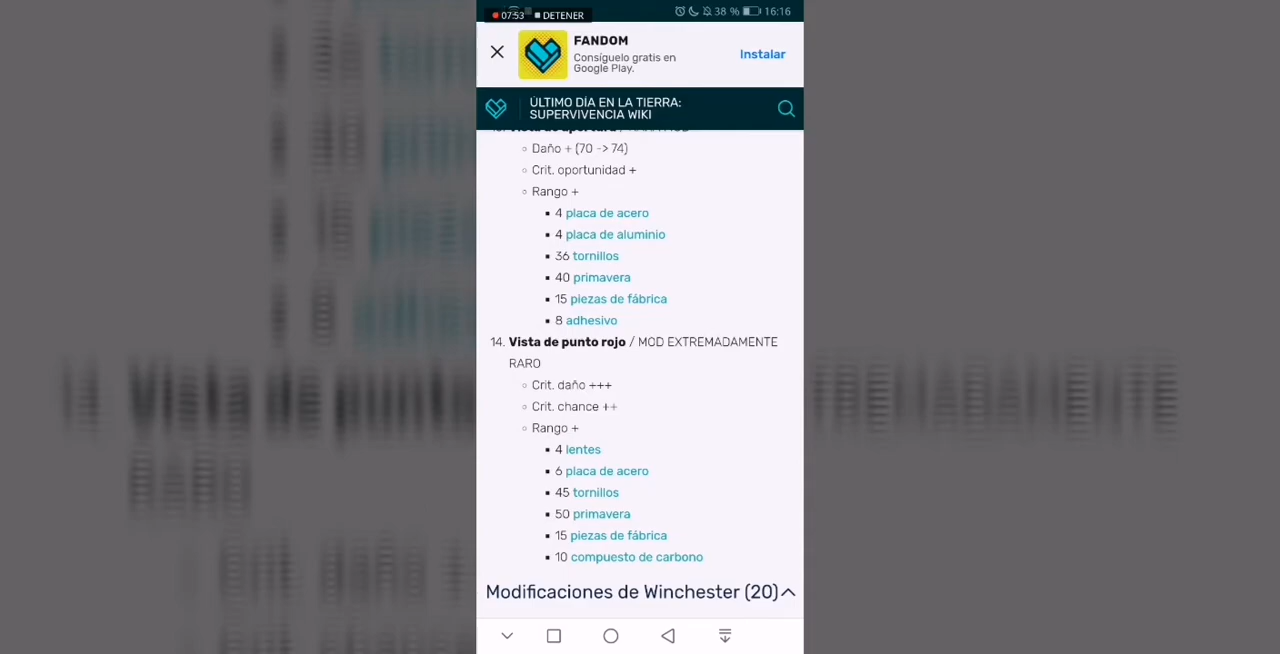 07:53 DETENER
38 % 16:16
FANDOM
Consíguelo gratis en
Google Play.
Instalar
ÚLTIMO DÍA EN LA TIERRA:
SUPERVIVENCIA WIKI
Daño + (70 -> 74)
Crit. oportunidad +
Rango +
4 placa de acero
4 placa de aluminio
36 tornillos
40 primavera
15 piezas de fábrica
8 adhesivo
14. Vista de punto rojo / MOD EXTREMADAMENTE
RARO
Crit. daño +++
Crit. chance ++
Rango +
4 lentes
6 placa de acero
45 tornillos
50 primavera
15 piezas de fábrica
10 compuesto de carbono
Modificaciones de Winchester (20)